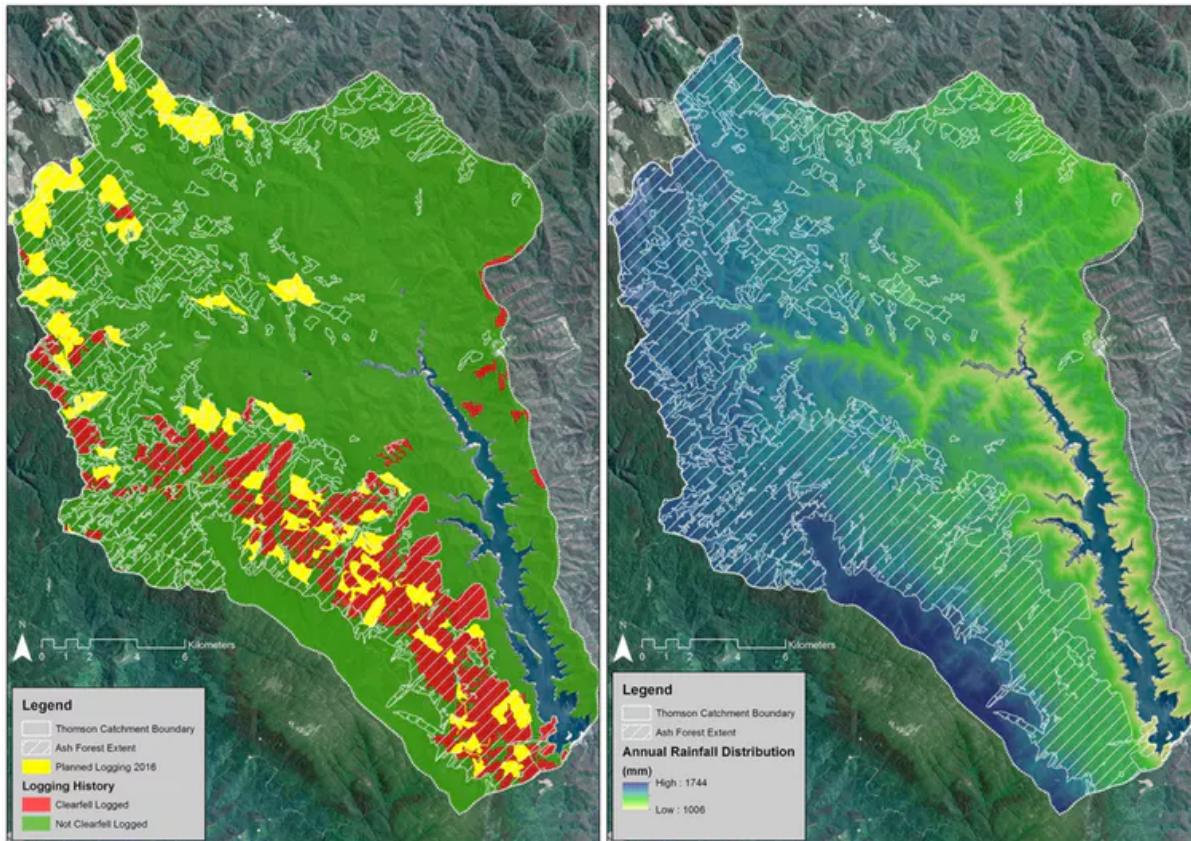 N
0 1 2 4 6
Kilometers
Legend
Thomson Catchment Boundary
Ash Forest Extent
Planned Logging 2016
Logging History
Clearfell Logged
Not Clearfell Logged
N
0 1 2 4 6
Kilometers
Legend
Thomson Catchment Boundary
Ash Forest Extent
Annual Rainfall Distribution
(mm)
High : 1744
Low : 1006